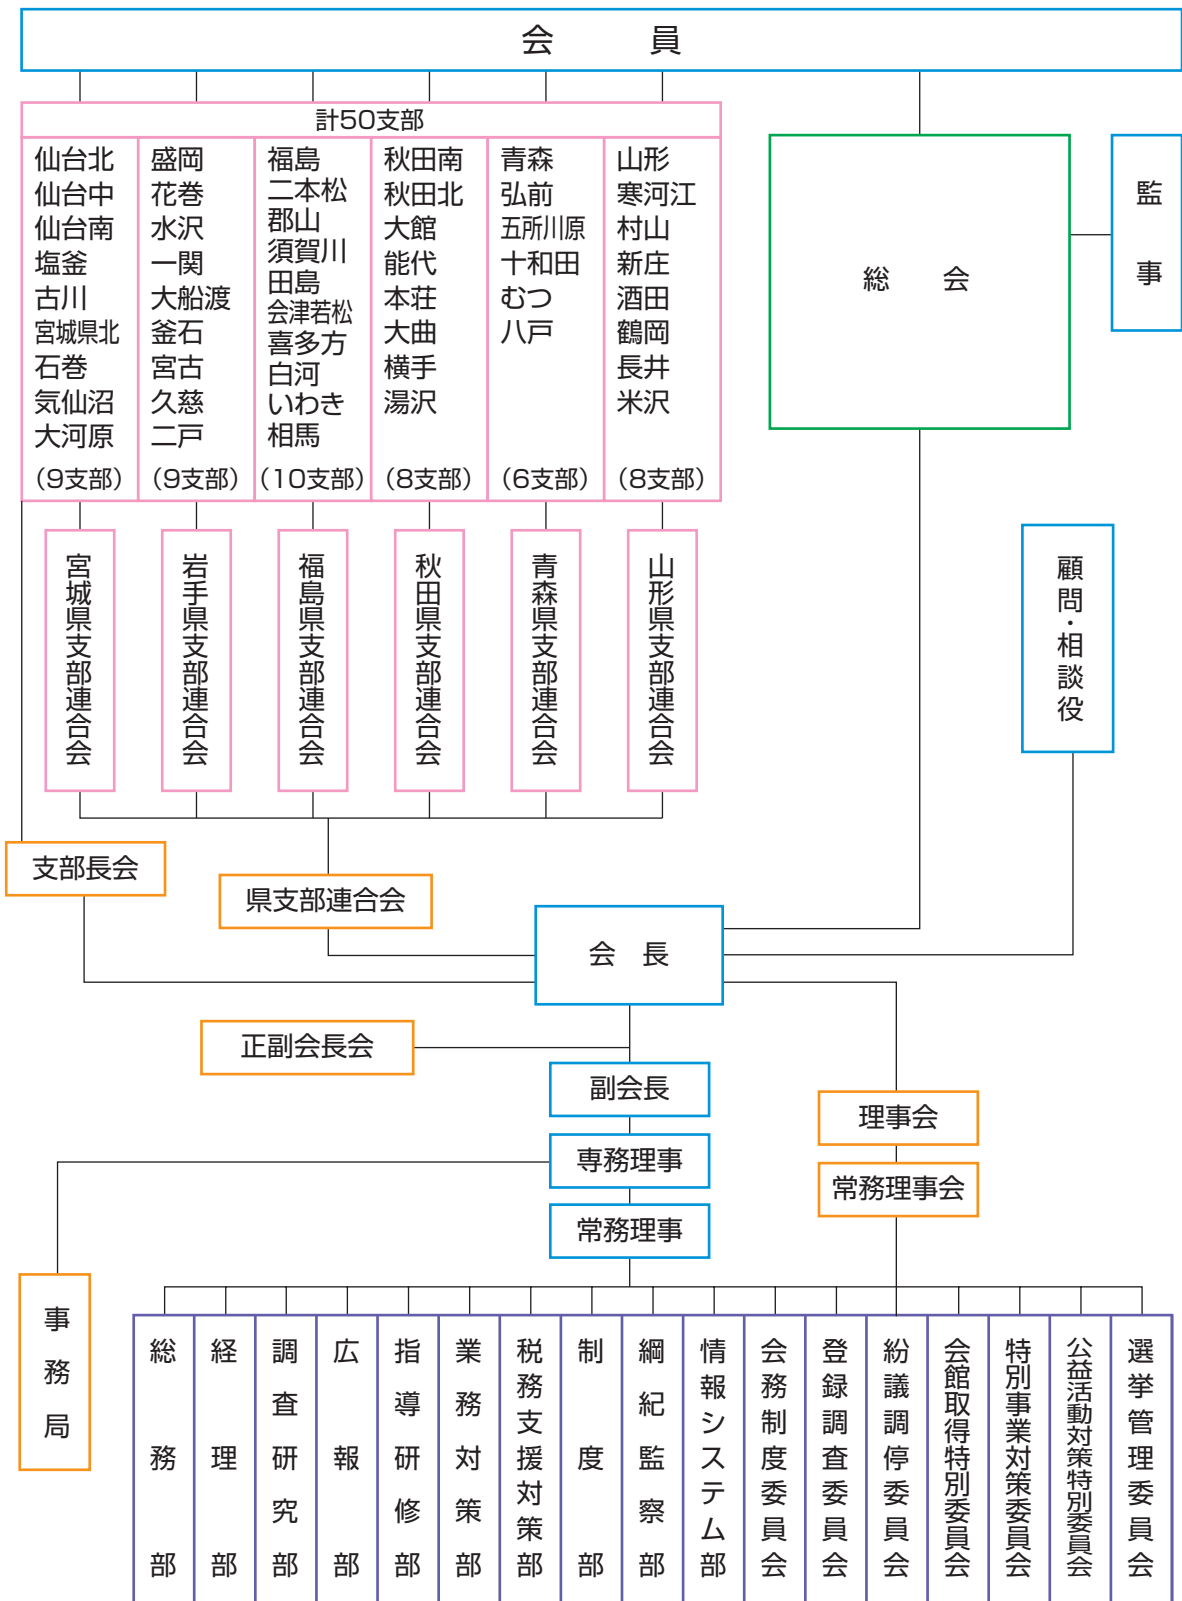 会員
計50支部
仙台北
仙台中
仙台南
塩釜
古川
宮城県北
石巻
気仙沼
大河原
（9支部）
盛岡
花巻
水沢
一関
大船渡
釜石
宮古
久慈
二戸
（9支部）
福島
二本松
郡山
須賀川
田島
会津若松
喜多方
白河
いわき
相馬
（10支部）
秋田南
秋田北
大館
能代
本荘
大曲
横手
湯沢
（8支部）
青森
弘前
五所川原
十和田
むつ
八戸
（6支部）
山形
寒河江
村山
新庄
酒田
鶴岡
長井
米沢
（8支部）
総会
監事
宮城県支部連合会
岩手県支部連合会
福島県支部連合会
秋田県支部連合会
青森県支部連合会
山形県支部連合会
顧問・相談役
支部長会
県支部連合会
会長
正副会長会
副会長
専務理事
常務理事
理事会
常務理事会
事務局
総務部
経理部
調査研究部
広報部
指導研修部
業務対策部
税務支援対策部
制度部
綱紀監察部
情報システム部
会務制度委員会
登録調査委員会
紛議調停委員会
会館取得特別委員会
特別事業対策委員会
公益活動対策特別委員会
選挙管理委員会